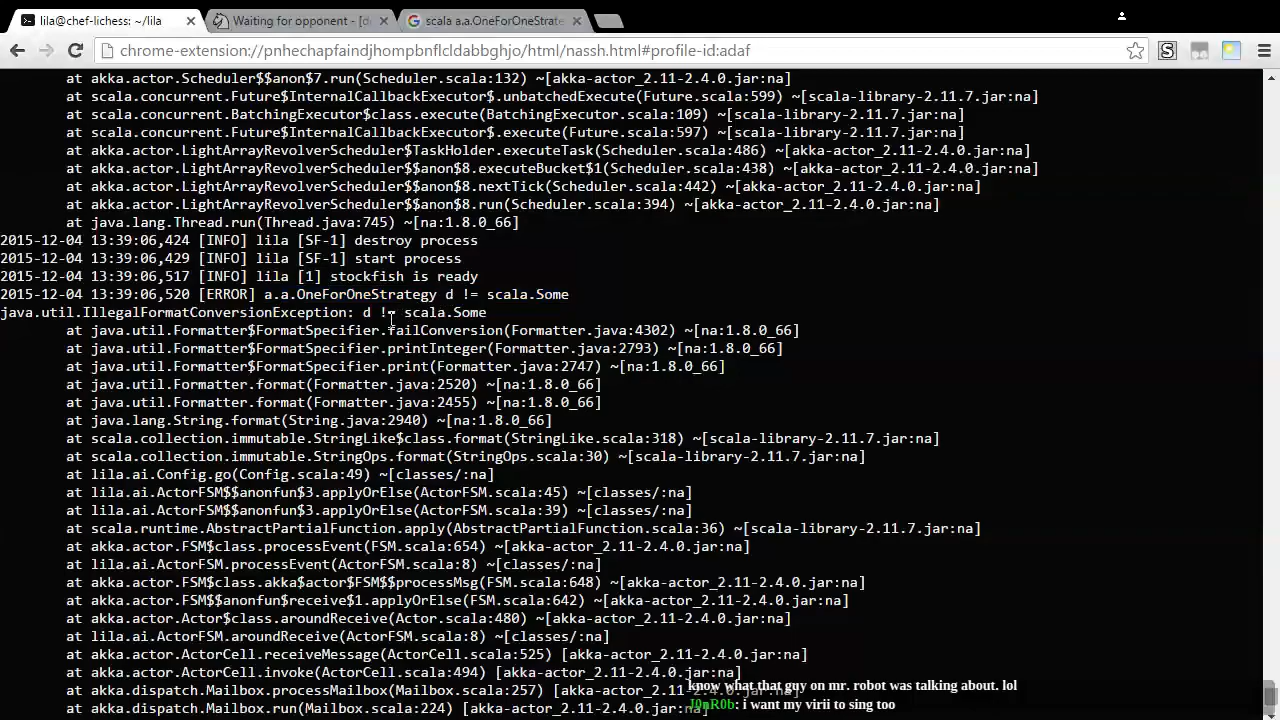 lila@chef-lichess: ~/lila
Waiting for opponent - [d
scala a.a.OneForOneStrate
chrome-extension://pnhechapfaindjhompbnflcldabbghjo/html/nassh.html#profile-id:adaf
at akka.actor.Scheduler$$anon$7.run(Scheduler.scala:132) ~[akka-actor_2.11-2.4.0.jar:na]
at scala.concurrent.Future$InternalCallbackExecutor$.unbatchedExecute(Future.scala:599) ~[scala-library-2.11.7.jar:na]
at scala.concurrent.BatchingExecutor$class.execute(BatchingExecutor.scala:109) ~[scala-library-2.11.7.jar:na]
at scala.concurrent.Future$InternalCallbackExecutor$.execute(Future.scala:597) ~[scala-library-2.11.7.jar:na]
at akka.actor.LightArrayRevolverScheduler$TaskHolder.executeTask(Scheduler.scala:486) ~[akka-actor_2.11-2.4.0.jar:na]
at akka.actor.LightArrayRevolverScheduler$$anon$8.executeBucket$1(Scheduler.scala:438) ~[akka-actor_2.11-2.4.0.jar:na]
at akka.actor.LightArrayRevolverScheduler$$anon$8.nextTick(Scheduler.scala:442) ~[akka-actor_2.11-2.4.0.jar:na]
at akka.actor.LightArrayRevolverScheduler$$anon$8.run(Scheduler.scala:394) ~[akka-actor_2.11-2.4.0.jar:na]
at java.lang.Thread.run(Thread.java:745) ~[na:1.8.0_66]
2015-12-04 13:39:06,424 [INFO] lila [SF-1] destroy process
2015-12-04 13:39:06,429 [INFO] lila [SF-1] start process
2015-12-04 13:39:06,517 [INFO] lila [1] stockfish is ready
2015-12-04 13:39:06,520 [ERROR] a.a.OneForOneStrategy d != scala.Some
java.util.IllegalFormatConversionException: d != scala.Some
at java.util.Formatter$FormatSpecifier.failConversion(Formatter.java:4302) ~[na:1.8.0_66]
at java.util.Formatter$FormatSpecifier.printInteger(Formatter.java:2793) ~[na:1.8.0_66]
at java.util.Formatter$FormatSpecifier.print(Formatter.java:2747) ~[na:1.8.0_66]
at java.util.Formatter.format(Formatter.java:2520) ~[na:1.8.0_66]
at java.util.Formatter.format(Formatter.java:2455) ~[na:1.8.0_66]
at java.lang.String.format(String.java:2940) ~[na:1.8.0_66]
at scala.collection.immutable.StringLike$class.format(StringLike.scala:318) ~[scala-library-2.11.7.jar:na]
at scala.collection.immutable.StringOps.format(StringOps.scala:30) ~[scala-library-2.11.7.jar:na]
at lila.ai.Config.go(Config.scala:49) ~[classes/:na]
at lila.ai.ActorFSM$$anonfun$3.applyOrElse(ActorFSM.scala:45) ~[classes/:na]
at lila.ai.ActorFSM$$anonfun$3.applyOrElse(ActorFSM.scala:39) ~[classes/:na]
at scala.runtime.AbstractPartialFunction.apply(AbstractPartialFunction.scala:36) ~[scala-library-2.11.7.jar:na]
at akka.actor.FSM$class.processEvent(FSM.scala:654) ~[akka-actor_2.11-2.4.0.jar:na]
at lila.ai.ActorFSM.processEvent(ActorFSM.scala:8) ~[classes/:na]
at akka.actor.FSM$class.akka$actor$FSM$$processMsg(FSM.scala:648) ~[akka-actor_2.11-2.4.0.jar:na]
at akka.actor.FSM$$anonfun$receive$1.applyOrElse(FSM.scala:642) ~[akka-actor_2.11-2.4.0.jar:na]
at akka.actor.Actor$class.aroundReceive(Actor.scala:480) ~[akka-actor_2.11-2.4.0.jar:na]
at lila.ai.ActorFSM.aroundReceive(ActorFSM.scala:8) ~[classes/:na]
at akka.actor.ActorCell.receiveMessage(ActorCell.scala:525) [akka-actor_2.11-2.4.0.jar:na]
at akka.actor.ActorCell.invoke(ActorCell.scala:494) [akka-actor_2.11-2.4.0.jar:na]
at akka.dispatch.Mailbox.processMailbox(Mailbox.scala:257) [akka-actor_2.11-2.4.0.jar:na]
know what that guy on mr. robot was talking about. lol
at akka.dispatch.Mailbox.run(Mailbox.scala:224) [akka-actor_2.11-2.4.0.jar:na]
J0nR0b: i want my virii to sing too